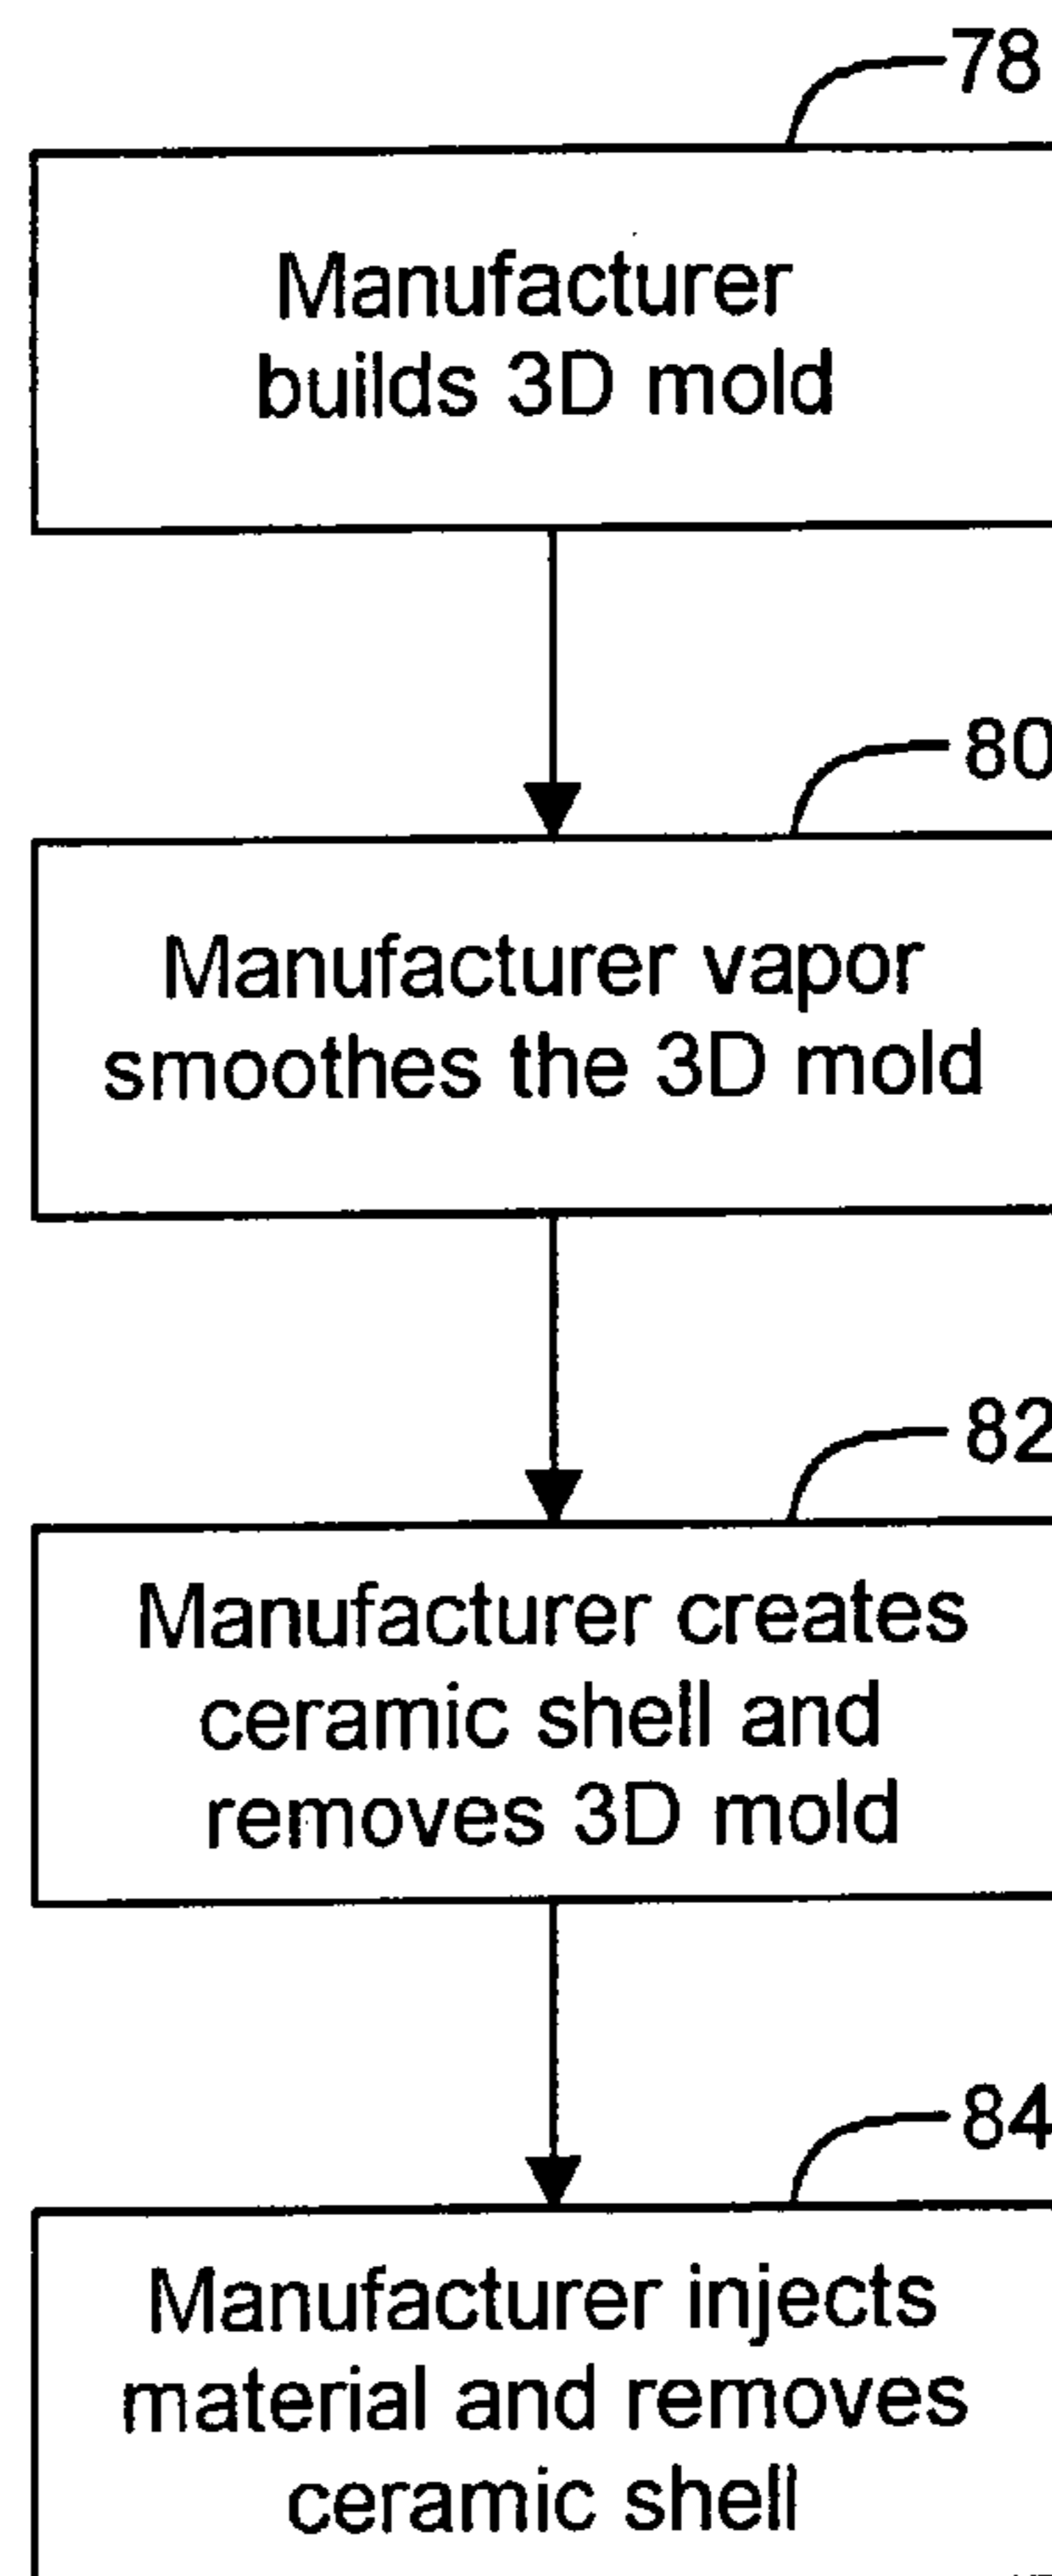 78
Manufacturer
builds 3D mold
80
Manufacturer vapor
smoothes the 3D mold
82
Manufacturer creates
ceramic shell and
removes 3D mold
84
Manufacturer injects
material and removes
ceramic shell